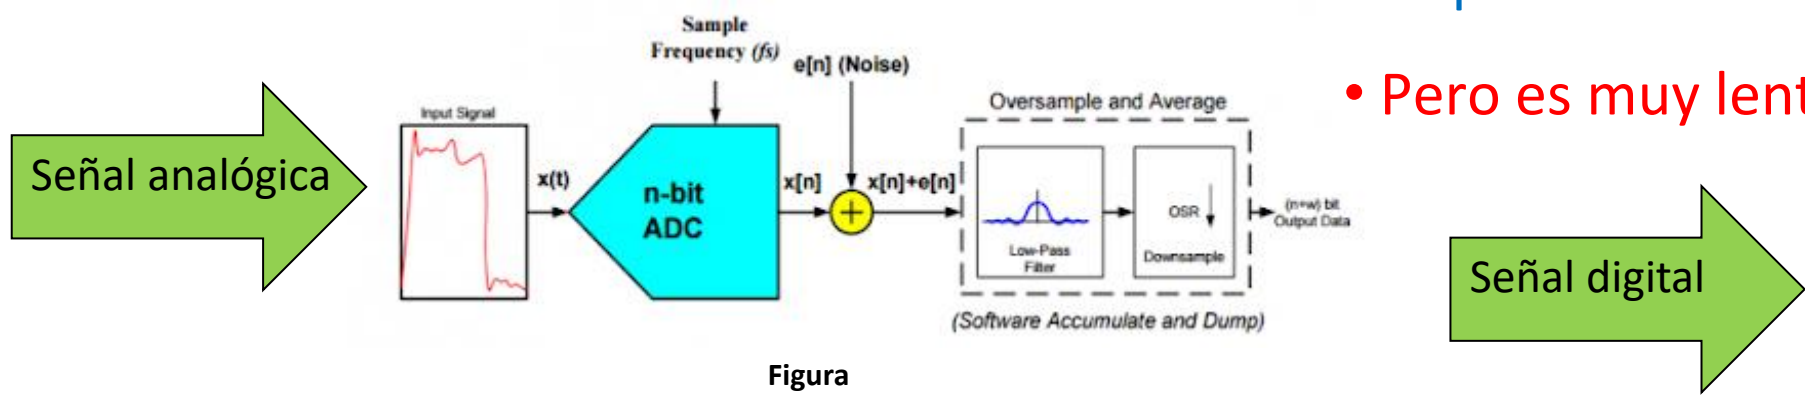 Sample
Frequency (fs)
e[n] (Noise)
Oversample and Average
• Pero es muy
Input Signal
Señal analógica
x(t)
n-bit
ADC
x[n]
x[n]+e[n]
Low-Pass
Filter
OSR
Downsample
(n+w) bit
Output Data
(Software Accumulate and Dump)
Señal digital
Figura